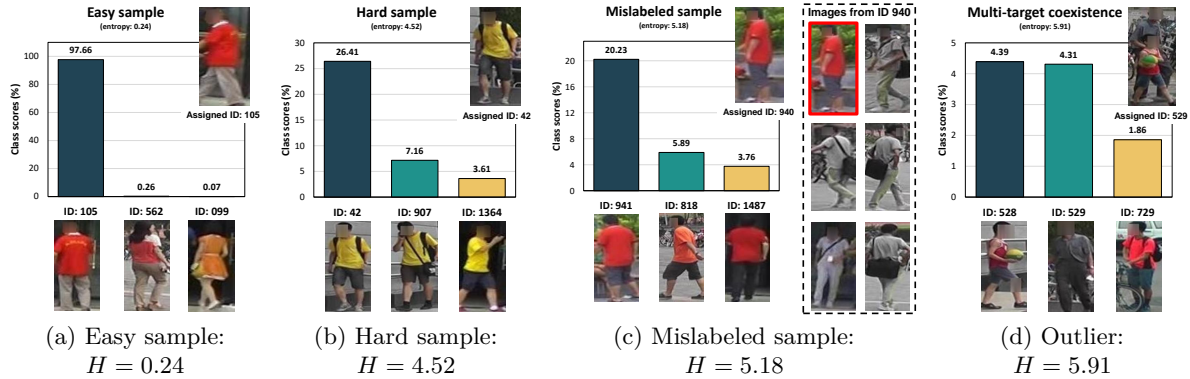 Easy sample
(entropy: 0.24)
Class scores (%)
100
80
60
40
20
0
97.66
0.26
0.07
Assigned ID: 105
ID: 105
ID: 562
ID: 099
(a) Easy sample:
H = 0.24
Hard sample
(entropy: 4.52)
Class scores (%)
30
25
20
15
10
5
0
26.41
7.16
3.61
Assigned ID: 42
ID: 42
ID: 907
ID: 1364
(b) Hard sample:
H = 4.52
Mislabeled sample
(entropy: 5.18)
Class scores (%)
20
16
12
8
4
0
20.23
5.89
3.76
Assigned ID: 940
ID: 941
ID: 818
ID: 1487
Images from ID 940
(c) Mislabeled sample:
H = 5.18
Multi-target coexistence
(entropy: 5.91)
Class scores (%)
5
4
3
2
1
0
4.39
4.31
1.86
Assigned ID: 529
ID: 528
ID: 529
ID: 729
(d) Outlier:
H = 5.91